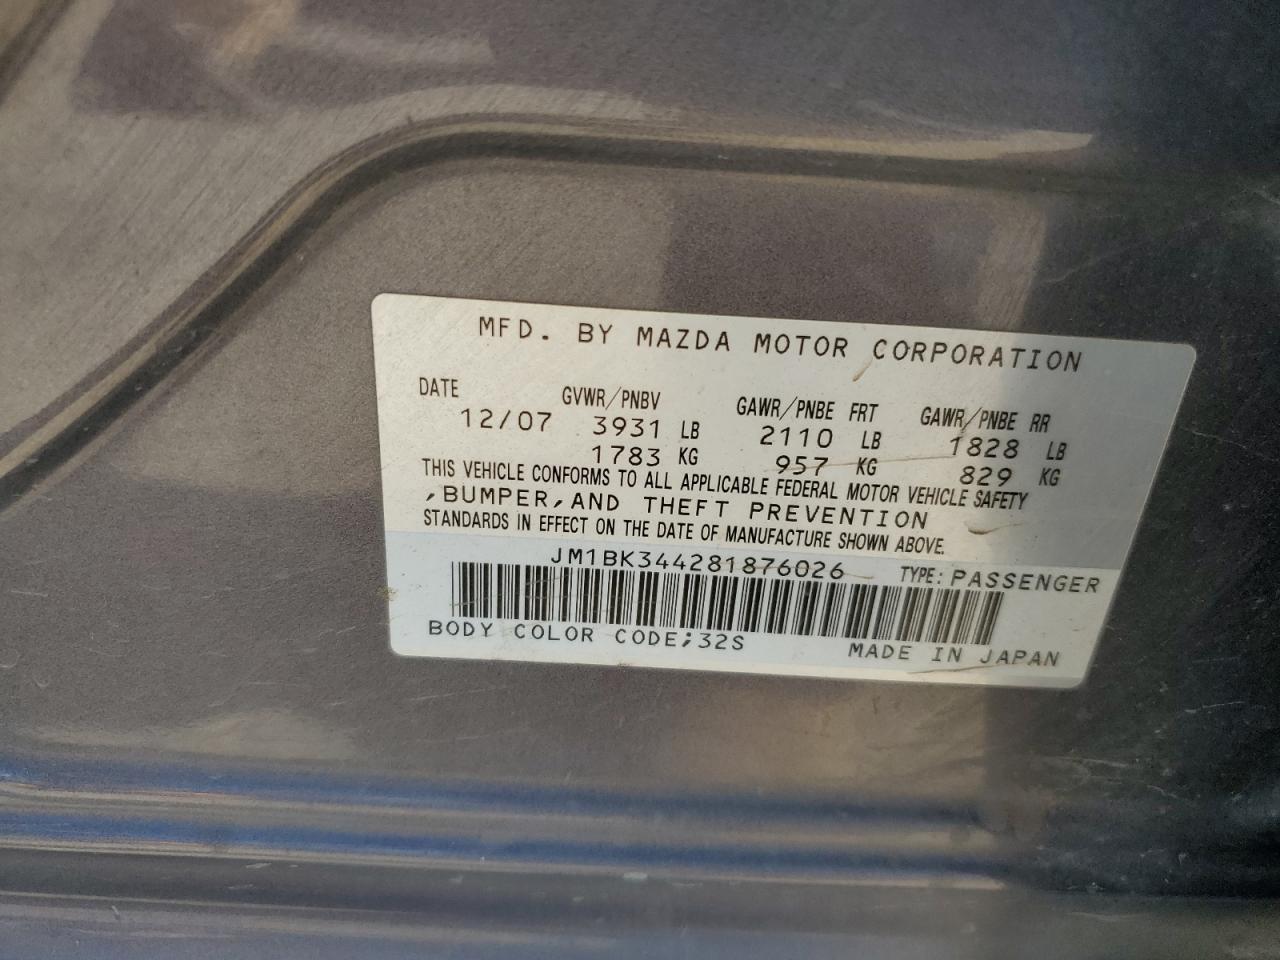 MFD. BY MAZDA MOTOR CORPORATION
DATE GVWR/PNBV GAWR/PNBE FRT GAWR/PNBE RR
12/07 3931 LB 2110 LB 1828 LB
1783 KG 957 KG 829 KG
THIS VEHICLE CONFORMS TO ALL APPLICABLE FEDERAL MOTOR VEHICLE SAFETY
,BUMPER,AND THEFT PREVENTION
STANDARDS IN EFFECT ON THE DATE OF MANUFACTURE SHOWN ABOVE.
JM1BK344281876026 TYPE: PASSENGER
BODY COLOR CODE;32S MADE IN JAPAN